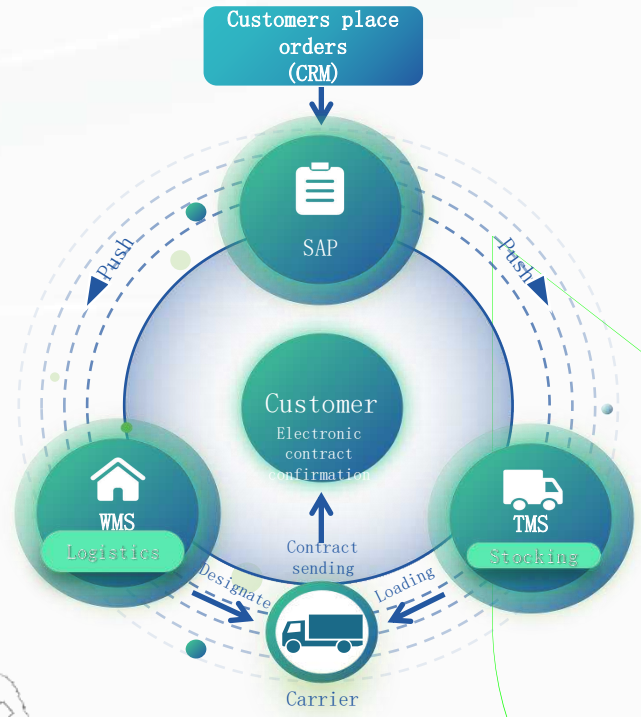 Customers place
orders
(CRM)
SAP
Push
Push
Customer
Electronic
contract
confirmation
WMS
Logistics
TMS
Stocking
Contract
sending
Designate
Loading
Carrier